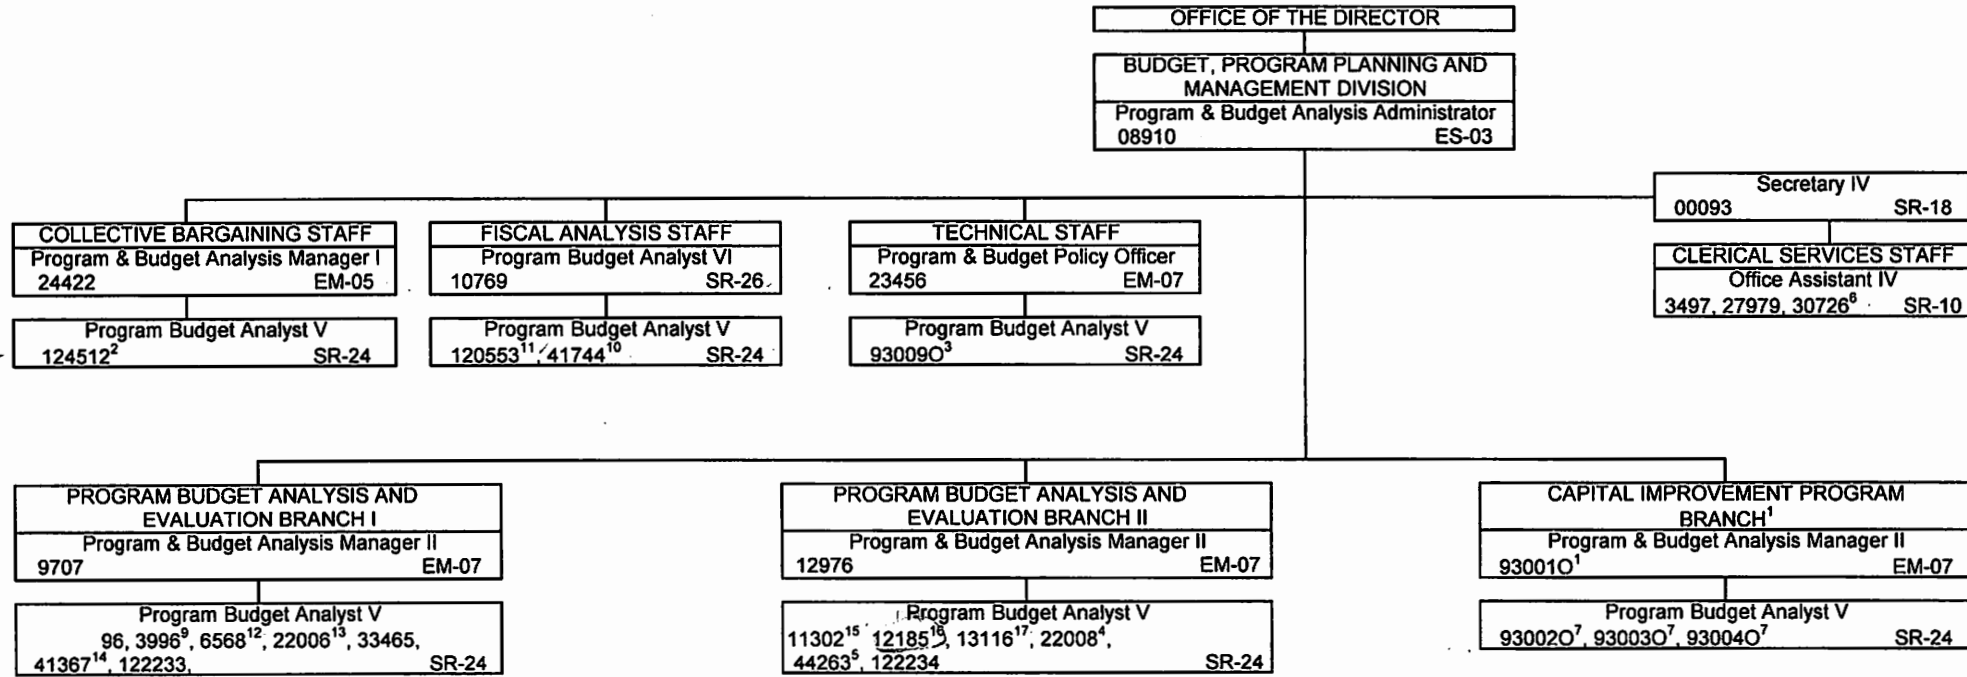 OFFICE OF THE DIRECTOR
BUDGET, PROGRAM PLANNING AND
MANAGEMENT DIVISION
Program & Budget Analysis Administrator
08910 ES-03
Secretary IV
00093 SR-18
CLERICAL SERVICES STAFF
Office Assistant IV
3497, 27979, 30726⁶ SR-10
COLLECTIVE BARGAINING STAFF
Program & Budget Analysis Manager I
24422 EM-05
Program Budget Analyst V
124512² SR-24
FISCAL ANALYSIS STAFF
Program Budget Analyst VI
10769 SR-26
Program Budget Analyst V
120553¹¹, 41744¹⁰ SR-24
TECHNICAL STAFF
Program & Budget Policy Officer
23456 EM-07
Program Budget Analyst V
93009O³ SR-24
PROGRAM BUDGET ANALYSIS AND
EVALUATION BRANCH I
Program & Budget Analysis Manager II
9707 EM-07
Program Budget Analyst V
96, 3996⁹, 6568¹², 22006¹³, 33465,
41367¹⁴, 122233, SR-24
PROGRAM BUDGET ANALYSIS AND
EVALUATION BRANCH II
Program & Budget Analysis Manager II
12976 EM-07
Program Budget Analyst V
11302¹⁵ 12185¹⁶, 13116¹⁷, 22008⁴,
44263⁵, 122234 SR-24
CAPITAL IMPROVEMENT PROGRAM
BRANCH¹
Program & Budget Analysis Manager II
93001O¹ EM-07
Program Budget Analyst V
93002O⁷, 93003O⁷, 93004O⁷ SR-24